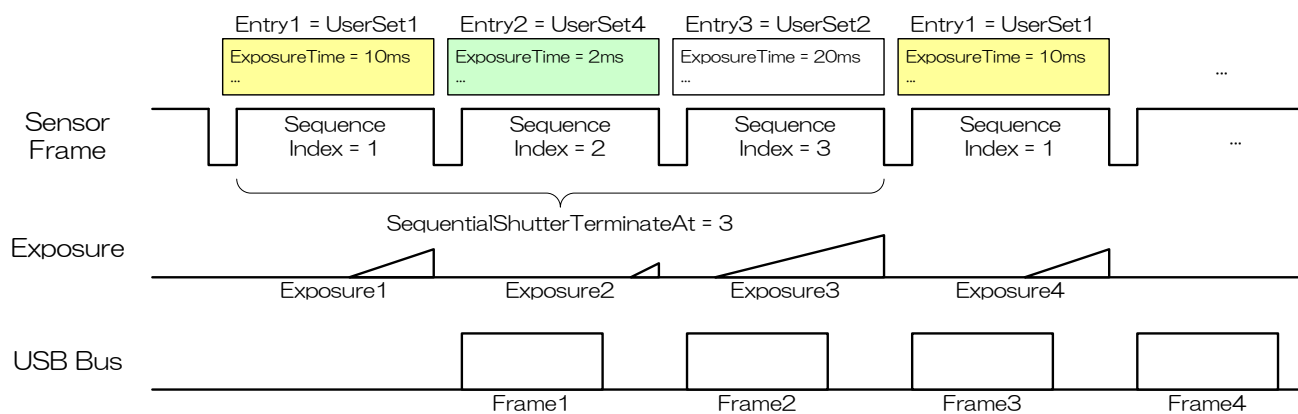 Entry1 = UserSet1
Entry2 = UserSet4
Entry3 = UserSet2
Entry1 = UserSet1
ExposureTime = 10ms
...
ExposureTime = 2ms
...
ExposureTime = 20ms
...
ExposureTime = 10ms
...
...
Sensor
Frame
Sequence
Index = 1
Sequence
Index = 2
Sequence
Index = 3
Sequence
Index = 1
...
SequentialShutterTerminateAt = 3
Exposure
Exposure1
Exposure2
Exposure3
Exposure4
USB Bus
Frame1
Frame2
Frame3
Frame4